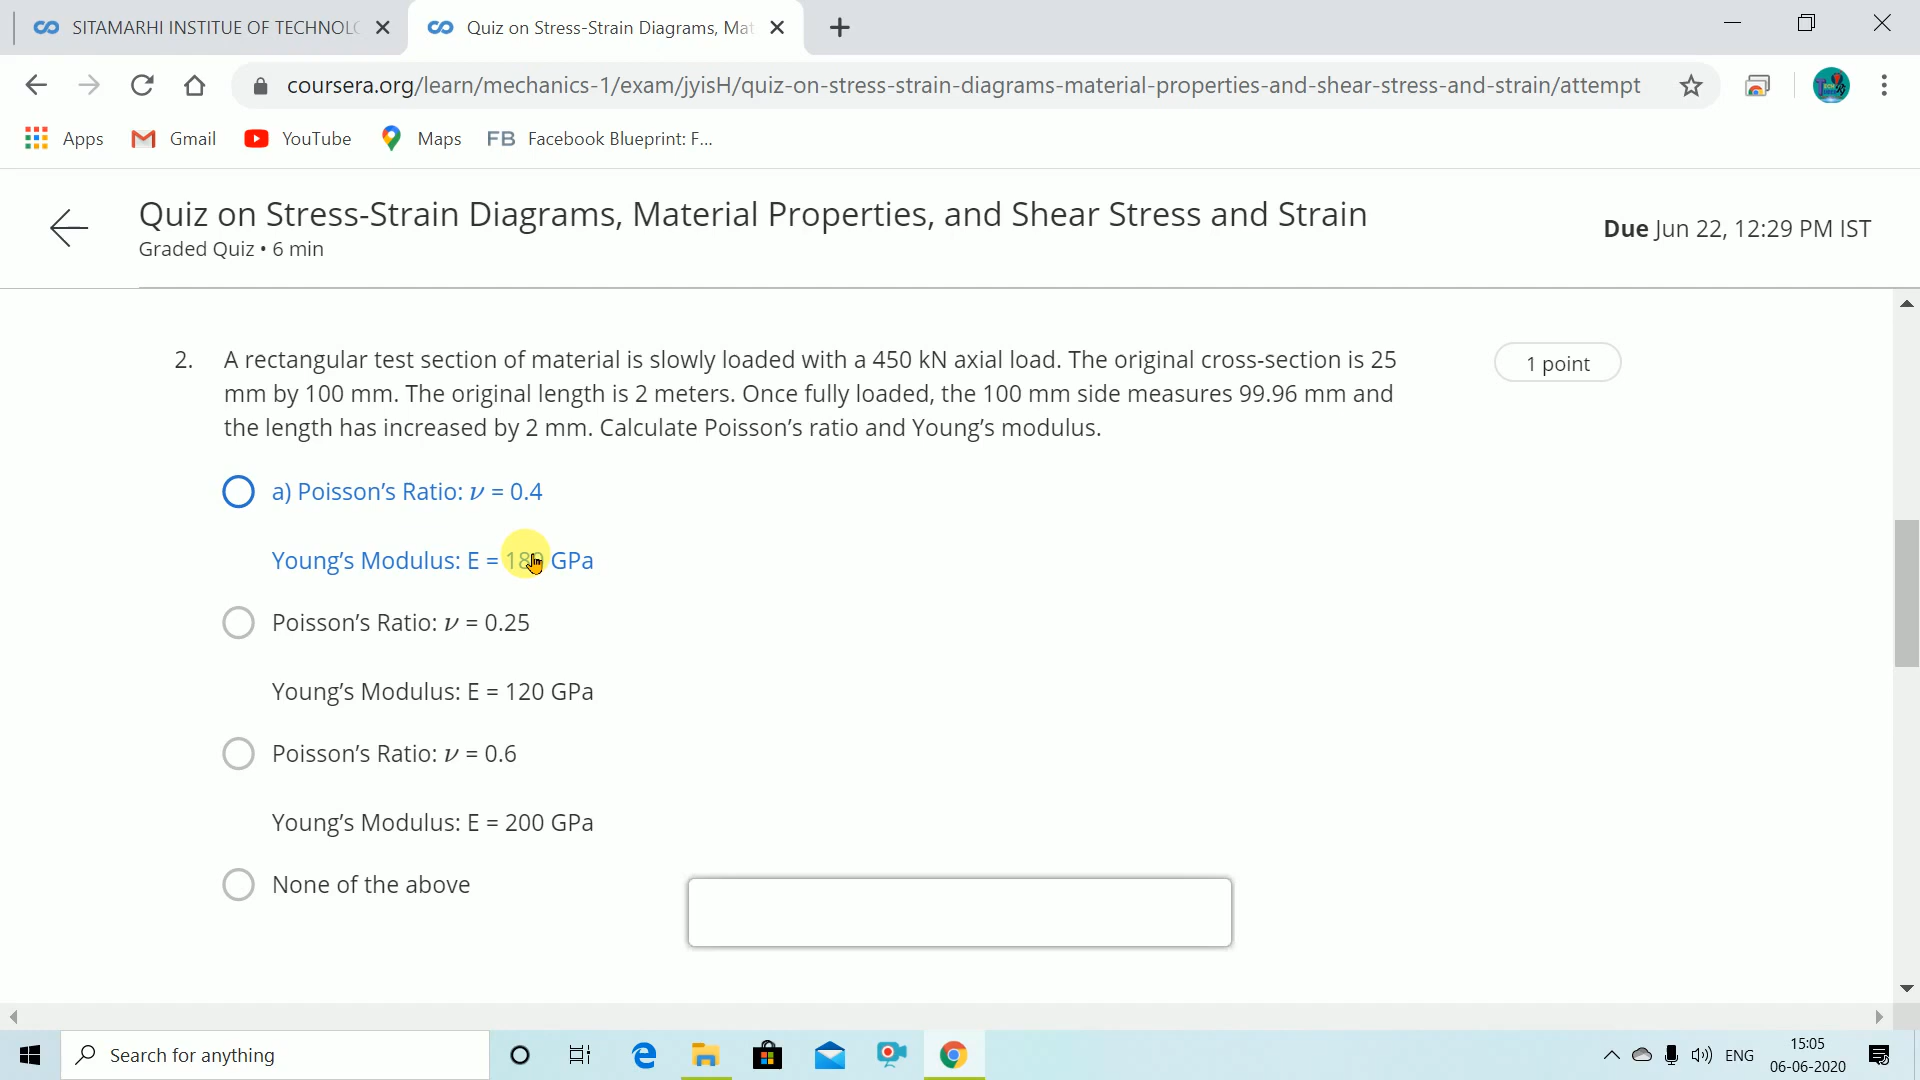 SITAMARHI INSTITUE OF TECHNOLO
Quiz on Stress-Strain Diagrams, Mat
coursera.org/learn/mechanics-1/exam/jyisH/quiz-on-stress-strain-diagrams-material-properties-and-shear-stress-and-strain/attempt
Apps Gmail YouTube Maps FB Facebook Blueprint: F...
Quiz on Stress-Strain Diagrams, Material Properties, and Shear Stress and Strain
Graded Quiz • 6 min
Due Jun 22, 12:29 PM IST
2. A rectangular test section of material is slowly loaded with a 450 kN axial load. The original cross-section is 25
mm by 100 mm. The original length is 2 meters. Once fully loaded, the 100 mm side measures 99.96 mm and
the length has increased by 2 mm. Calculate Poisson's ratio and Young's modulus.
1 point
a) Poisson's Ratio: ν = 0.4
Young's Modulus: E = GPa
Poisson's Ratio: ν = 0.25
Young's Modulus: E = 120 GPa
Poisson's Ratio: ν = 0.6
Young's Modulus: E = 200 GPa
None of the above
Search for anything
ENG
15:05
06-06-2020